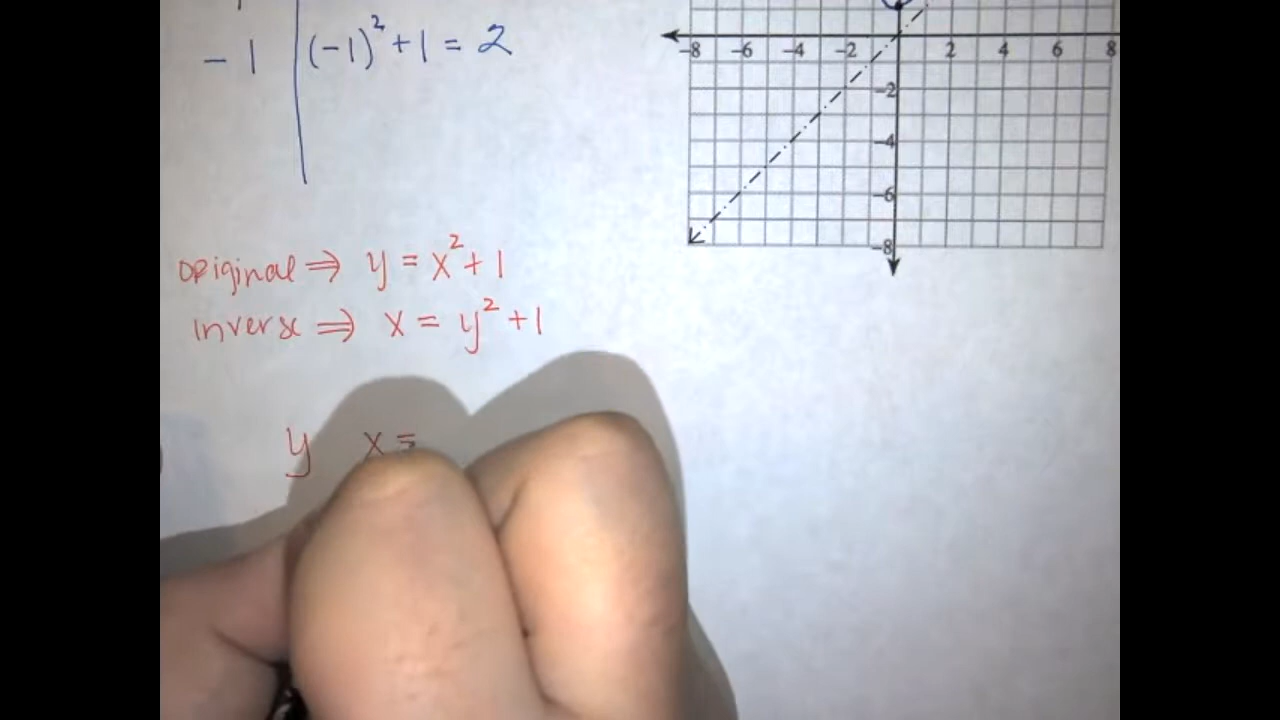 -1 | (-1)² + 1 = 2
-8 -6 -4 -2 2 4 6 8
-2
-4
-6
-8
original ⇒ y = x² + 1
inverse ⇒ x = y² + 1
y x =